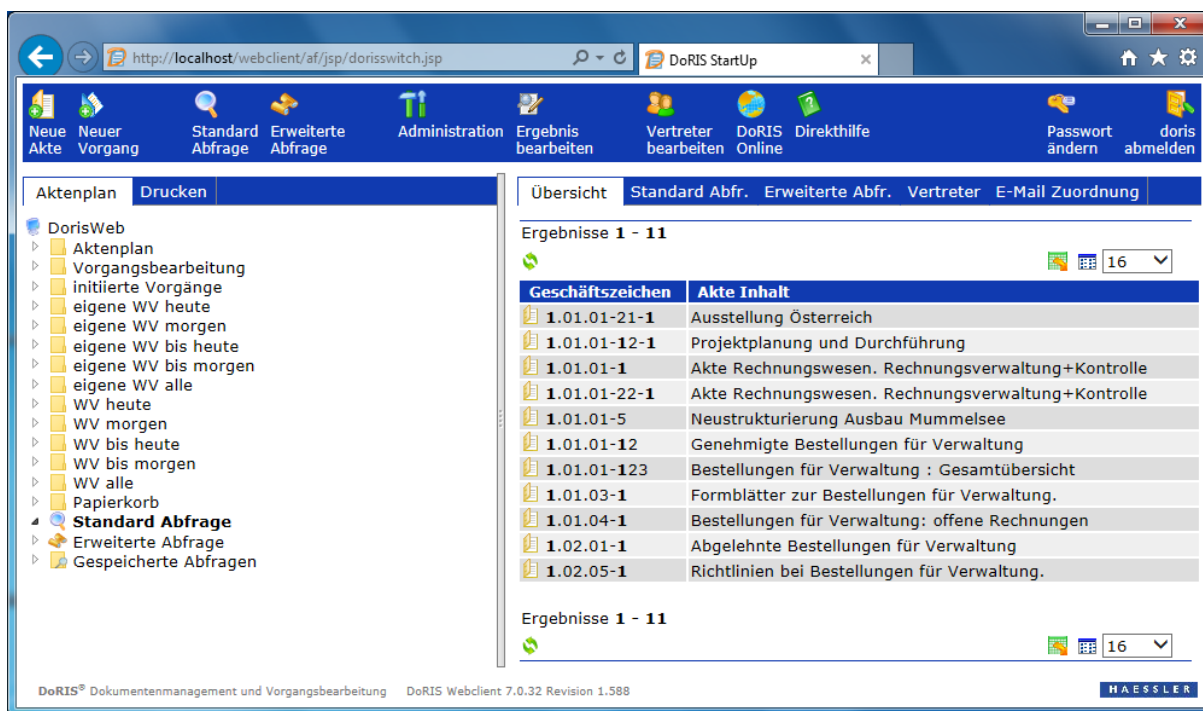 http://localhost/webclient/af/jsp/dorisswitch.jsp
DoRIS StartUp
Neue Akte
Neuer Vorgang
Standard Abfrage
Erweiterte Abfrage
Administration
Ergebnis bearbeiten
Vertreter bearbeiten
DoRIS Online
Direkthilfe
Passwort ändern
doris abmelden
Aktenplan Drucken
DorisWeb
Aktenplan
Vorgangsbearbeitung
initiierte Vorgänge
eigene WV heute
eigene WV morgen
eigene WV bis heute
eigene WV bis morgen
eigene WV alle
WV heute
WV morgen
WV bis heute
WV bis morgen
WV alle
Papierkorb
Standard Abfrage
Erweiterte Abfrage
Gespeicherte Abfragen
Übersicht Standard Abfr. Erweiterte Abfr. Vertreter E-Mail Zuordnung
Ergebnisse 1 - 11
16
Geschäftszeichen Akte Inhalt
1.01.01-21-1 Ausstellung Österreich
1.01.01-12-1 Projektplanung und Durchführung
1.01.01-1 Akte Rechnungswesen. Rechnungsverwaltung+Kontrolle
1.01.01-22-1 Akte Rechnungswesen. Rechnungsverwaltung+Kontrolle
1.01.01-5 Neustrukturierung Ausbau Mummelsee
1.01.01-12 Genehmigte Bestellungen für Verwaltung
1.01.01-123 Bestellungen für Verwaltung : Gesamtübersicht
1.01.03-1 Formblätter zur Bestellungen für Verwaltung.
1.01.04-1 Bestellungen für Verwaltung: offene Rechnungen
1.02.01-1 Abgelehnte Bestellungen für Verwaltung
1.02.05-1 Richtlinien bei Bestellungen für Verwaltung.
Ergebnisse 1 - 11
16
DoRIS® Dokumentenmanagement und Vorgangsbearbeitung DoRIS Webclient 7.0.32 Revision 1.588
HAESSLER